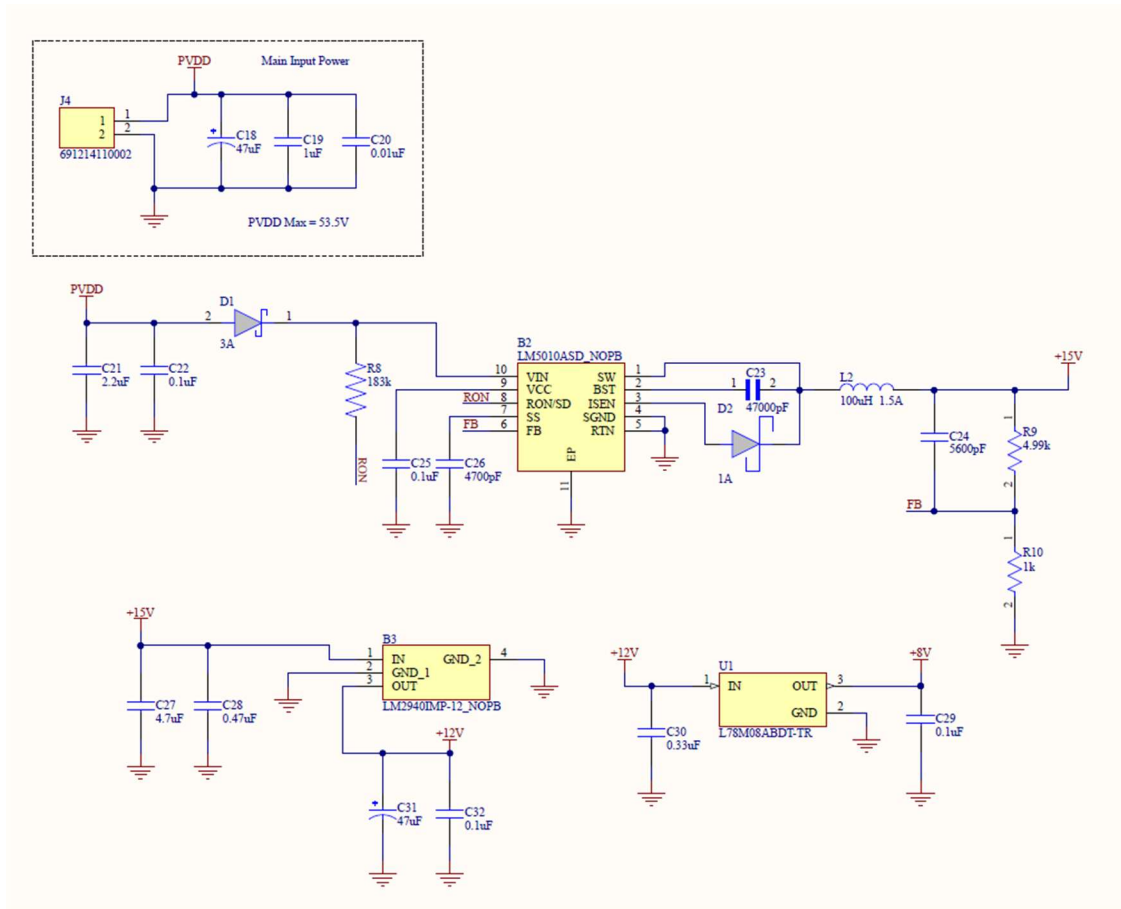 PVDD
Main Input Power
J4
1
2
1
2
691214110002
C18
47uF
C19
1uF
C20
0.01uF
PVDD Max = 53.5V
PVDD
D1
2
1
3A
C21
2.2uF
C22
0.1uF
R8
183k
RON
B2
LM5010ASD_NOPB
10
VIN
SW
1
9
VCC
BST
2
RON
8
RON/SD
ISEN
3
7
SS
SGND
4
FB
6
FB
RTN
5
EP
11
C25
0.1uF
C26
4700pF
1
C23
2
47000pF
D2
1A
L2
100uH 1.5A
+15V
C24
5600pF
1
R9
4.99k
2
FB
1
R10
1k
2
+15V
C27
4.7uF
C28
0.47uF
B3
1
IN
GND_2
4
2
GND_1
3
OUT
LM2940IMP-12_NOPB
+12V
C31
47uF
C32
0.1uF
+12V
C30
0.33uF
U1
1
IN
OUT
3
GND
2
L78M08ABDT-TR
+8V
C29
0.1uF